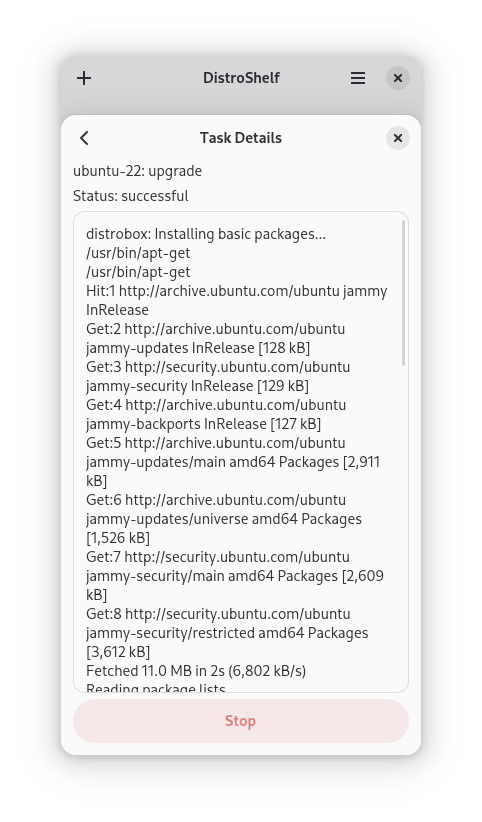 DistroShelf
Task Details
ubuntu-22: upgrade
Status: successful
distrobox: Installing basic packages...
/usr/bin/apt-get
/usr/bin/apt-get
Hit:1 http://archive.ubuntu.com/ubuntu jammy
InRelease
Get:2 http://archive.ubuntu.com/ubuntu
jammy-updates InRelease [128 kB]
Get:3 http://security.ubuntu.com/ubuntu
jammy-security InRelease [129 kB]
Get:4 http://archive.ubuntu.com/ubuntu
jammy-backports InRelease [127 kB]
Get:5 http://archive.ubuntu.com/ubuntu
jammy-updates/main amd64 Packages [2,911
kB]
Get:6 http://archive.ubuntu.com/ubuntu
jammy-updates/universe amd64 Packages
[1,526 kB]
Get:7 http://security.ubuntu.com/ubuntu
jammy-security/main amd64 Packages [2,609
kB]
Get:8 http://security.ubuntu.com/ubuntu
jammy-security/restricted amd64 Packages
[3,612 kB]
Fetched 11.0 MB in 2s (6,802 kB/s)
Reading package lists...
Stop